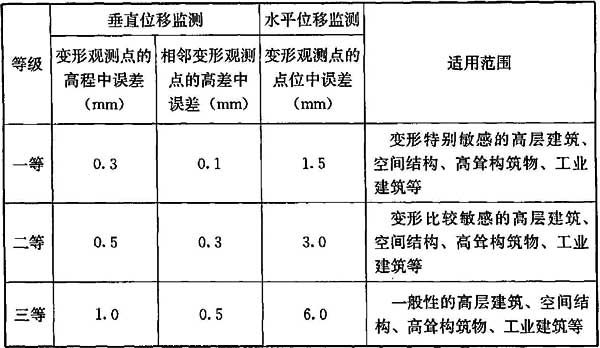 等级
垂直位移监测
水平位移监测
适用范围
变形观测点的
高程中误差
（mm）
相邻变形观测
点的高差中
误差（mm）
变形观测点的
点位中误差
（mm）
一等
0.3
0.1
1.5
变形特别敏感的高层建筑、
空间结构、高耸构筑物、工业
建筑等
二等
0.5
0.3
3.0
变形比较敏感的高层建筑、
空间结构、高耸构筑物、工业
建筑等
三等
1.0
0.5
6.0
一般性的高层建筑、空间结
构、高耸构筑物、工业建筑等